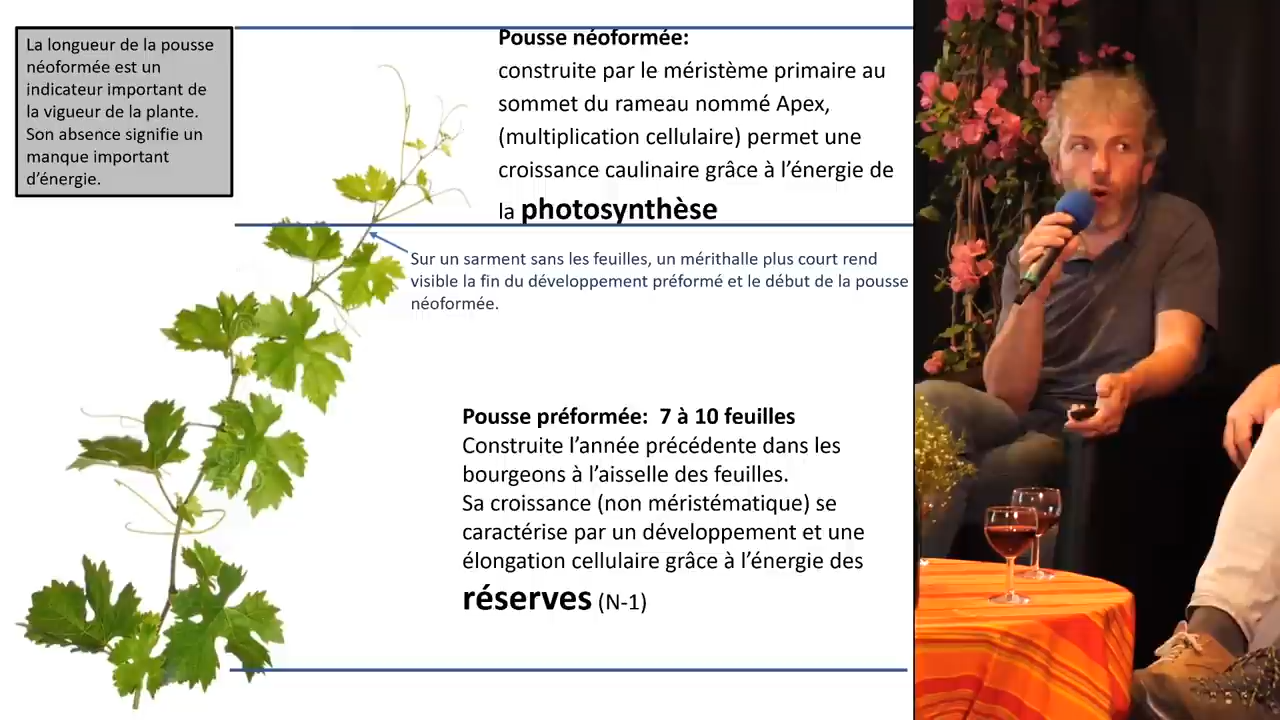 La longueur de la pousse
néoformée est un
indicateur important de
la vigueur de la plante.
Son absence signifie un
manque important
d'énergie.
Pousse néoformée:
construite par le méristème primaire au
sommet du rameau nommé Apex,
(multiplication cellulaire) permet une
croissance caulinaire grâce à l'énergie de
la photosynthèse
Sur un sarment sans les feuilles, un mérithalle plus court rend
visible la fin du développement préformé et le début de la pousse
néoformée.
Pousse préformée: 7 à 10 feuilles
Construite l'année précédente dans les
bourgeons à l'aisselle des feuilles.
Sa croissance (non méristématique) se
caractérise par un développement et une
élongation cellulaire grâce à l'énergie des
réserves (N-1)